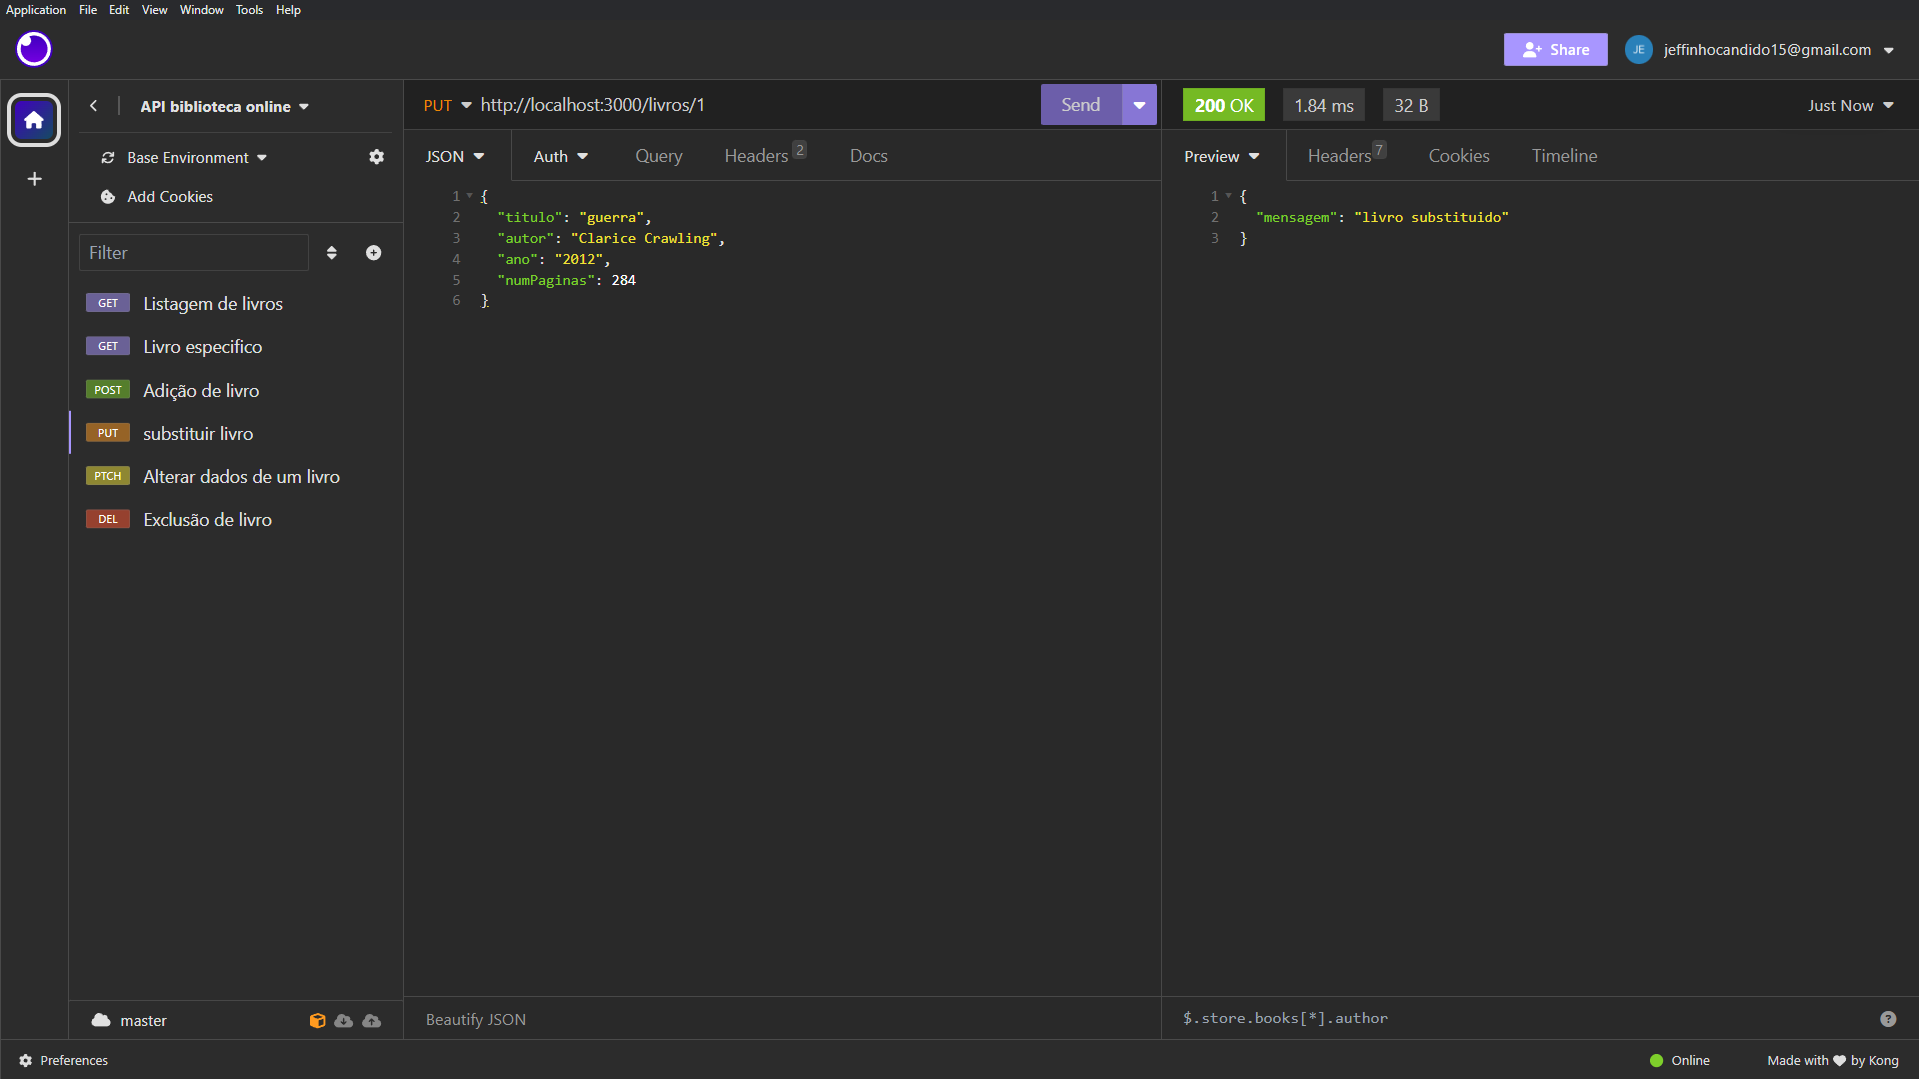 Application File Edit View Window Tools Help
Share JE jeffinhocandido15@gmail.com
API biblioteca online
Base Environment
Add Cookies
Filter
GET Listagem de livros
GET Livro especifico
POST Adição de livro
PUT substituir livro
PTCH Alterar dados de um livro
DEL Exclusão de livro
master
PUT http://localhost:3000/livros/1 Send
JSON Auth Query Headers 2 Docs
1 {
2 "titulo": "guerra",
3 "autor": "Clarice Crawling",
4 "ano": "2012",
5 "numPaginas": 284
6 }
Beautify JSON
200 OK 1.84 ms 32 B Just Now
Preview Headers 7 Cookies Timeline
1 {
2 "mensagem": "livro substituido"
3 }
$.store.books[*].author ?
Preferences Online Made with ♥ by Kong